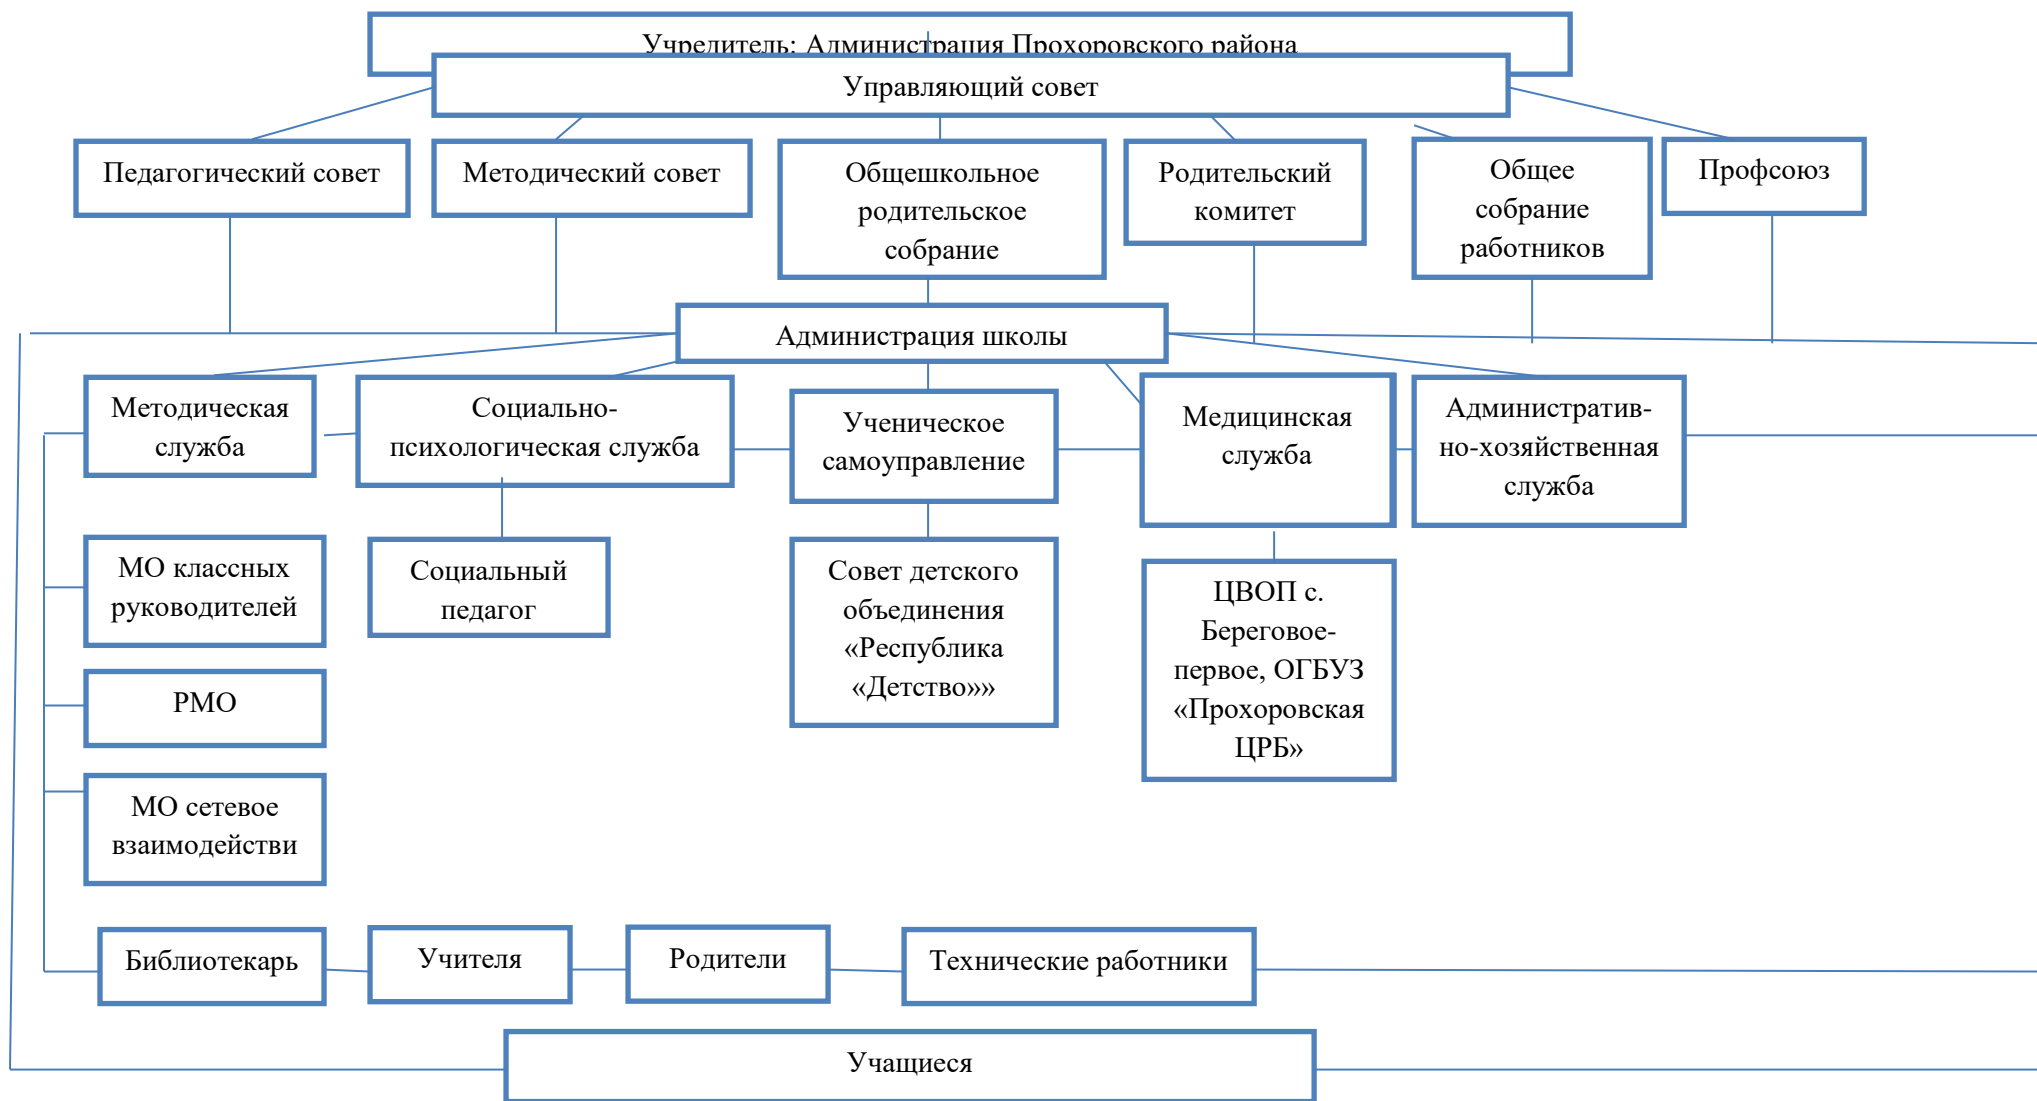 Учредитель: Администрация Прохоровского района
Управляющий совет
Педагогический совет
Методический совет
Общешкольное
родительское
собрание
Родительский
комитет
Общее
собрание
работников
Профсоюз
Администрация школы
Методическая
служба
Социально-
психологическая служба
Ученическое
самоуправление
Медицинская
служба
Административ-
но-хозяйственная
служба
МО классных
руководителей
Социальный
педагог
Совет детского
объединения
«Республика
«Детство»»
ЦВОП с.
Береговое-
первое, ОГБУЗ
«Прохоровская
ЦРБ»
РМО
МО сетевое
взаимодействи
Библиотекарь
Учителя
Родители
Технические работники
Учащиеся